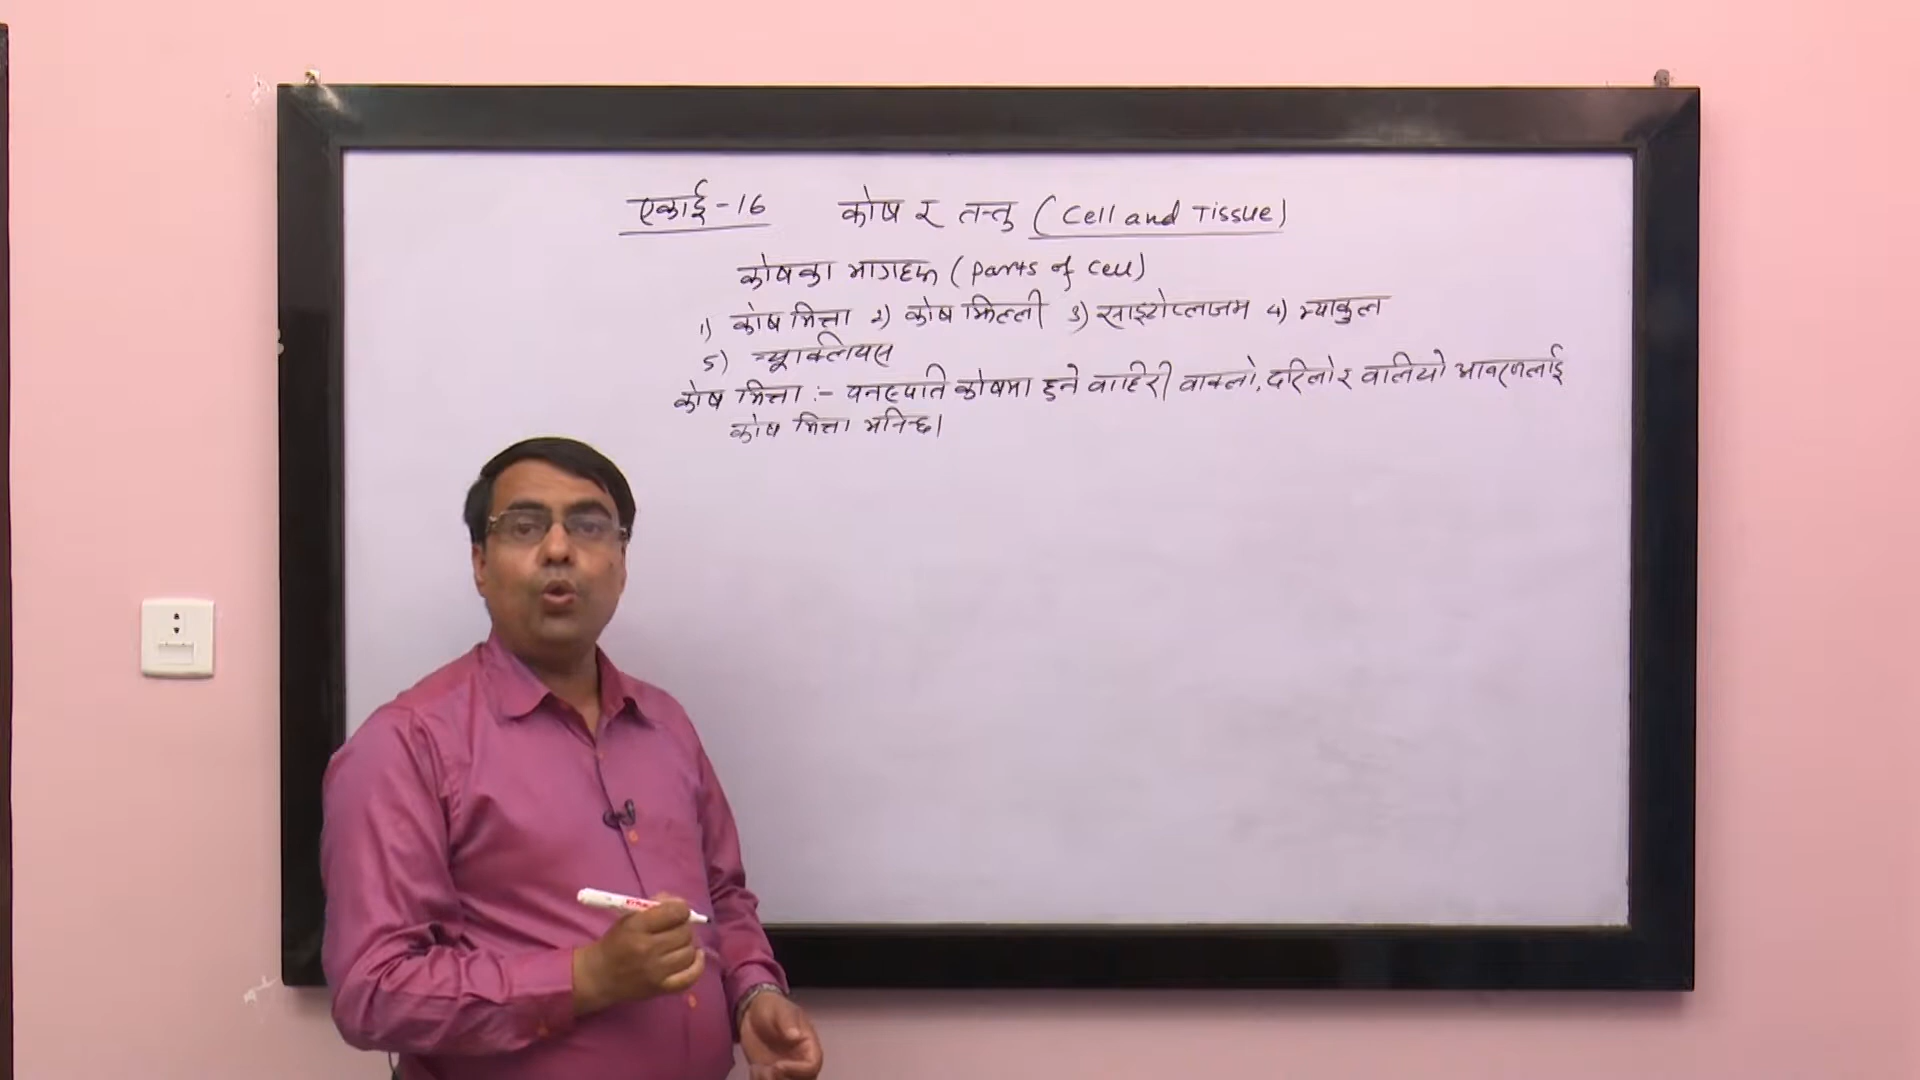 एकाई-16 कोष र तन्तु (Cell and Tissue)
कोषका भागहरू (Parts of Cell)
1) कोष भित्ता 2) कोष झिल्ली 3) साइटोप्लाजम 4) भ्याकुल
5) न्यूक्लियस
कोष भित्ता :- वनस्पति कोषमा हुने बाहिरी बाक्लो, दरिलो र बलियो आवरणलाई
कोष भित्ता भनिन्छ।